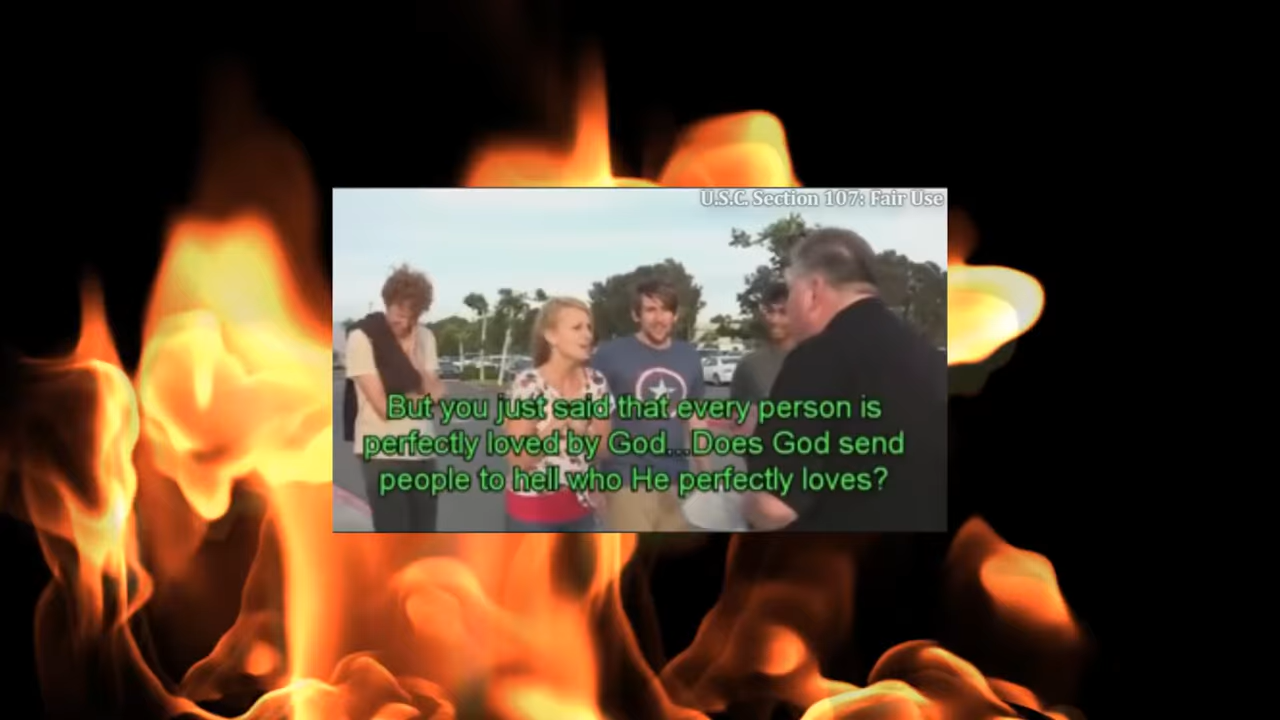 U.S.C. Section 107: Fair Use
But you just said that every person is
perfectly loved by God...Does God send
people to hell who He perfectly loves?